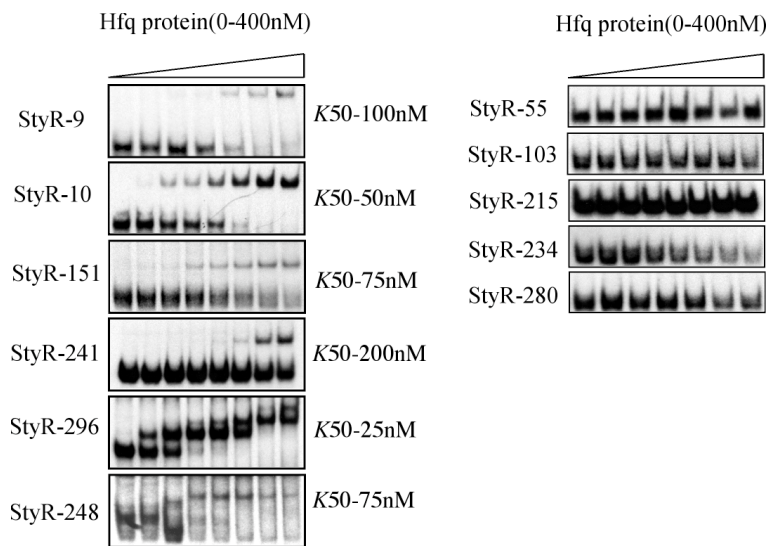 Hfq protein(0-400nM)
StyR-9
K50-100nM
StyR-10
K50-50nM
StyR-151
K50-75nM
StyR-241
K50-200nM
StyR-296
K50-25nM
StyR-248
K50-75nM
Hfq protein(0-400nM)
StyR-55
StyR-103
StyR-215
StyR-234
StyR-280